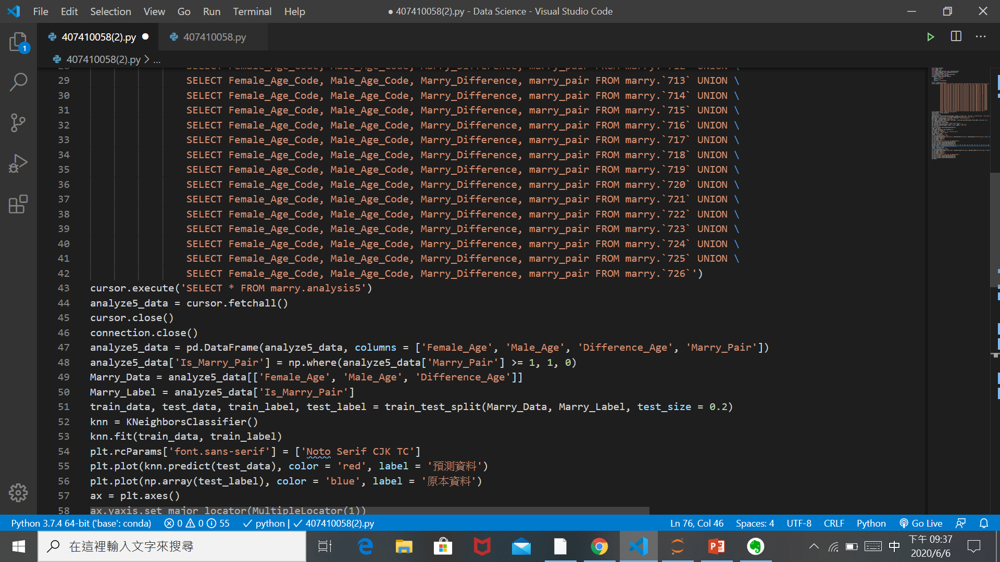 File Edit Selection View Go Run Terminal Help
● 407410058(2).py - Data Science - Visual Studio Code
407410058(2).py ●
407410058.py
1
407410058(2).py > ...
28 SELECT Female_Age_Code, Male_Age_Code, Marry_Difference, marry_pair FROM marry.`712` UNION \
29 SELECT Female_Age_Code, Male_Age_Code, Marry_Difference, marry_pair FROM marry.`713` UNION \
30 SELECT Female_Age_Code, Male_Age_Code, Marry_Difference, marry_pair FROM marry.`714` UNION \
31 SELECT Female_Age_Code, Male_Age_Code, Marry_Difference, marry_pair FROM marry.`715` UNION \
32 SELECT Female_Age_Code, Male_Age_Code, Marry_Difference, marry_pair FROM marry.`716` UNION \
33 SELECT Female_Age_Code, Male_Age_Code, Marry_Difference, marry_pair FROM marry.`717` UNION \
34 SELECT Female_Age_Code, Male_Age_Code, Marry_Difference, marry_pair FROM marry.`718` UNION \
35 SELECT Female_Age_Code, Male_Age_Code, Marry_Difference, marry_pair FROM marry.`719` UNION \
36 SELECT Female_Age_Code, Male_Age_Code, Marry_Difference, marry_pair FROM marry.`720` UNION \
37 SELECT Female_Age_Code, Male_Age_Code, Marry_Difference, marry_pair FROM marry.`721` UNION \
38 SELECT Female_Age_Code, Male_Age_Code, Marry_Difference, marry_pair FROM marry.`722` UNION \
39 SELECT Female_Age_Code, Male_Age_Code, Marry_Difference, marry_pair FROM marry.`723` UNION \
40 SELECT Female_Age_Code, Male_Age_Code, Marry_Difference, marry_pair FROM marry.`724` UNION \
41 SELECT Female_Age_Code, Male_Age_Code, Marry_Difference, marry_pair FROM marry.`725` UNION \
42 SELECT Female_Age_Code, Male_Age_Code, Marry_Difference, marry_pair FROM marry.`726`')
43 cursor.execute('SELECT * FROM marry.analysis5')
44 analyze5_data = cursor.fetchall()
45 cursor.close()
46 connection.close()
47 analyze5_data = pd.DataFrame(analyze5_data, columns = ['Female_Age', 'Male_Age', 'Difference_Age', 'Marry_Pair'])
48 analyze5_data['Is_Marry_Pair'] = np.where(analyze5_data['Marry_Pair'] >= 1, 1, 0)
49 Marry_Data = analyze5_data[['Female_Age', 'Male_Age', 'Difference_Age']]
50 Marry_Label = analyze5_data['Is_Marry_Pair']
51 train_data, test_data, train_label, test_label = train_test_split(Marry_Data, Marry_Label, test_size = 0.2)
52 knn = KNeighborsClassifier()
53 knn.fit(train_data, train_label)
54 plt.rcParams['font.sans-serif'] = ['Noto Serif CJK TC']
55 plt.plot(knn.predict(test_data), color = 'red', label = '預測資料')
56 plt.plot(np.array(test_label), color = 'blue', label = '原本資料')
57 ax = plt.axes()
58 ax.yaxis.set_major_locator(MultipleLocator(1))
Python 3.7.4 64-bit ('base': conda) 0 0 55 python | 407410058(2).py Ln 76, Col 46 Spaces: 4 UTF-8 CRLF Python Go Live
在這裡輸入文字來搜尋
中
下午 09:37
2020/6/6